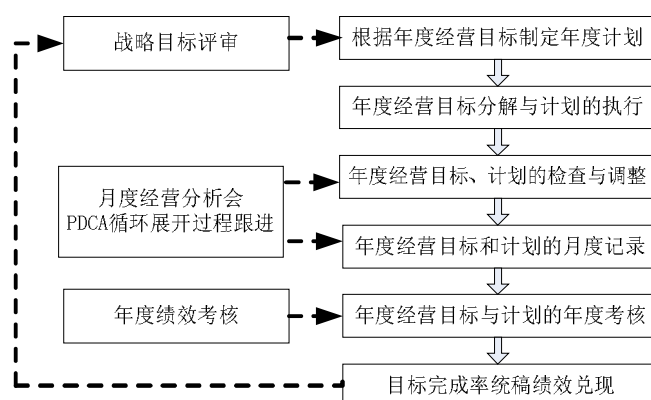 战略目标评审
根据年度经营目标制定年度计划
年度经营目标分解与计划的执行
月度经营分析会
PDCA循环展开过程跟进
年度经营目标、计划的检查与调整
年度经营目标和计划的月度记录
年度绩效考核
年度经营目标与计划的年度考核
目标完成率统稿绩效兑现